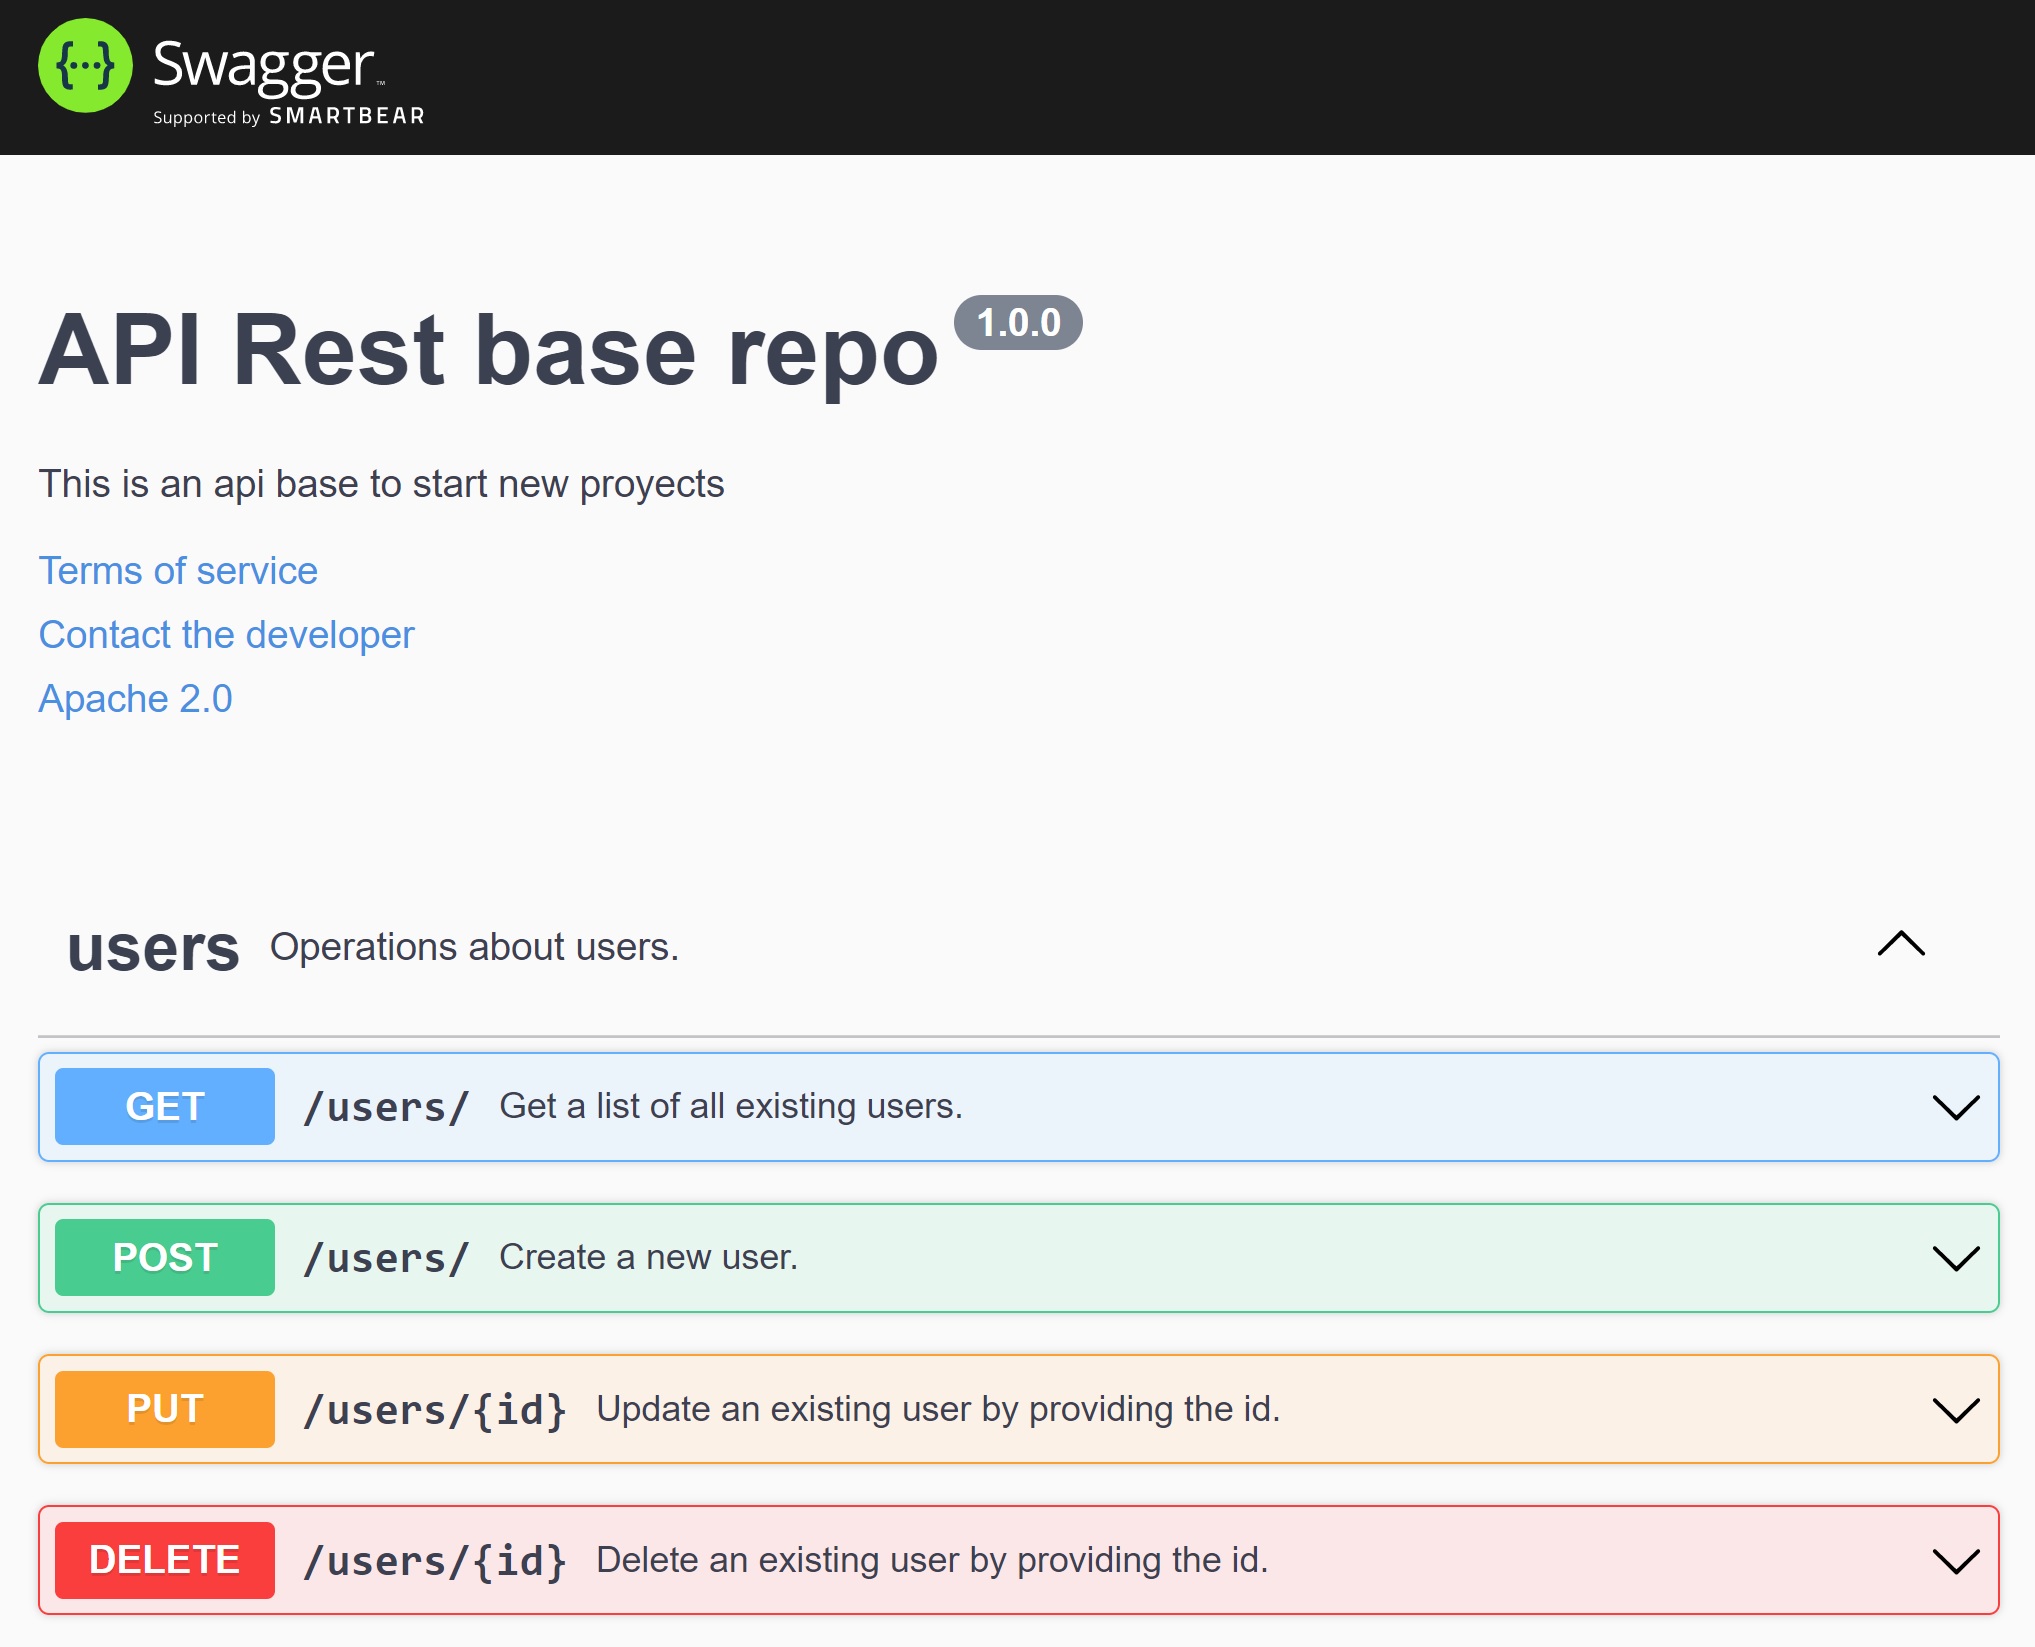 {...} Swagger™
Supported by SMARTBEAR
API Rest base repo 1.0.0
This is an api base to start new proyects
Terms of service
Contact the developer
Apache 2.0
users Operations about users.
GET /users/ Get a list of all existing users.
POST /users/ Create a new user.
PUT /users/{id} Update an existing user by providing the id.
DELETE /users/{id} Delete an existing user by providing the id.